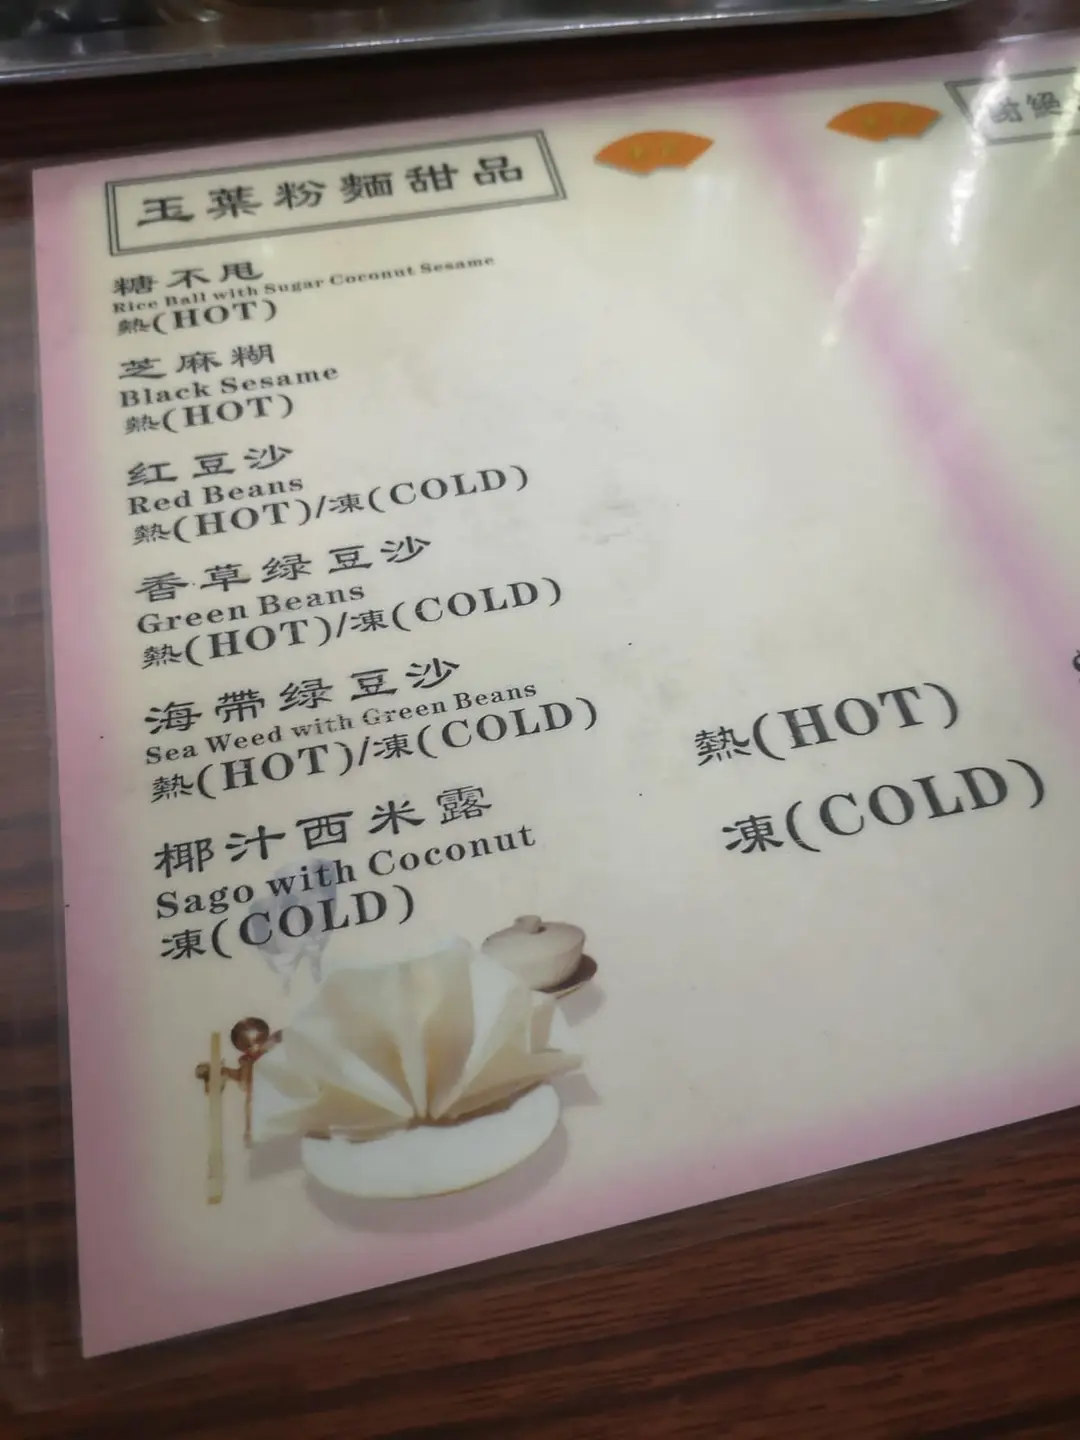 玉葉粉麵甜品
糖不甩
Rice Ball with Sugar Coconut Sesame
熱(HOT)
芝麻糊
Black Sesame
熱(HOT)
红豆沙
Red Beans
熱(HOT)/凍(COLD)
香草绿豆沙
Green Beans
熱(HOT)/凍(COLD)
海帶绿豆沙
Sea Weed with Green Beans
熱(HOT)/凍(COLD)
椰汁西米露
Sago with Coconut
凍(COLD)
熱(HOT)
凍(COLD)